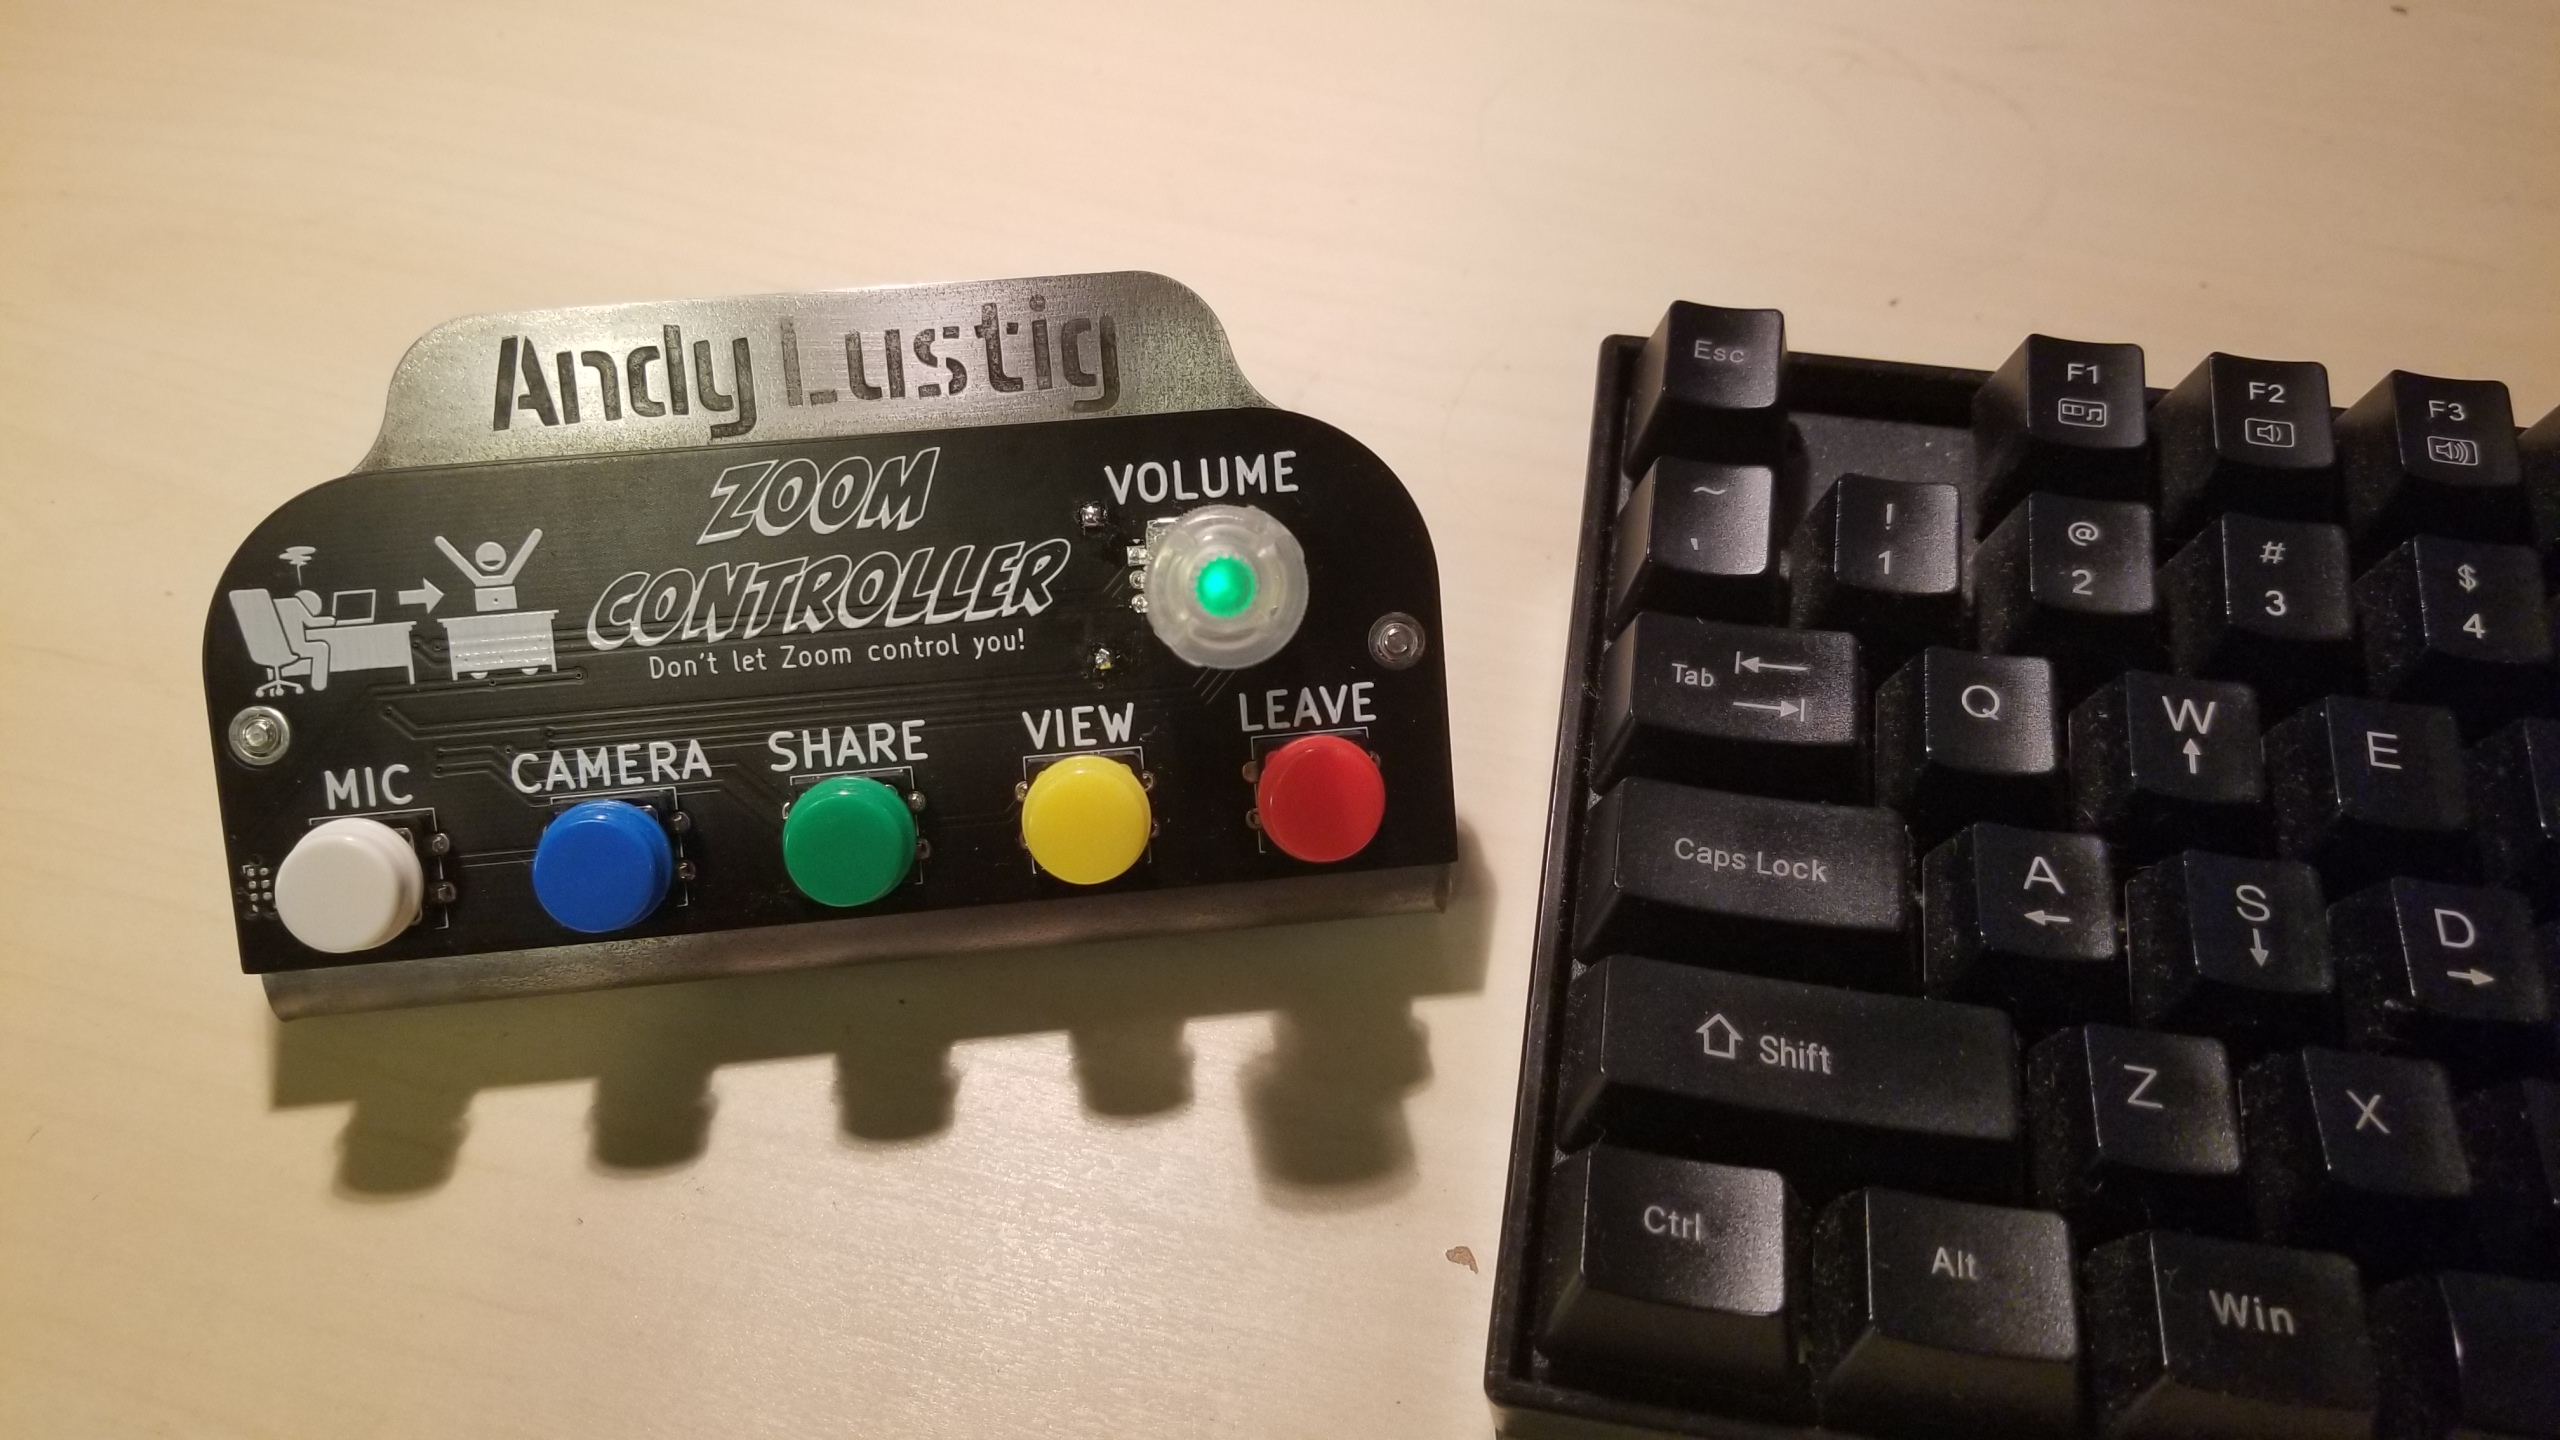 Andy Lustig
ZOOM
CONTROLLER
Don't let Zoom control you!
VOLUME
MIC
CAMERA
SHARE
VIEW
LEAVE
Esc
F1
F2
F3
~
!
@
#
$
1
2
3
4
Tab
Q
W
E
Caps Lock
A
S
D
Shift
Z
X
Ctrl
Alt
Win